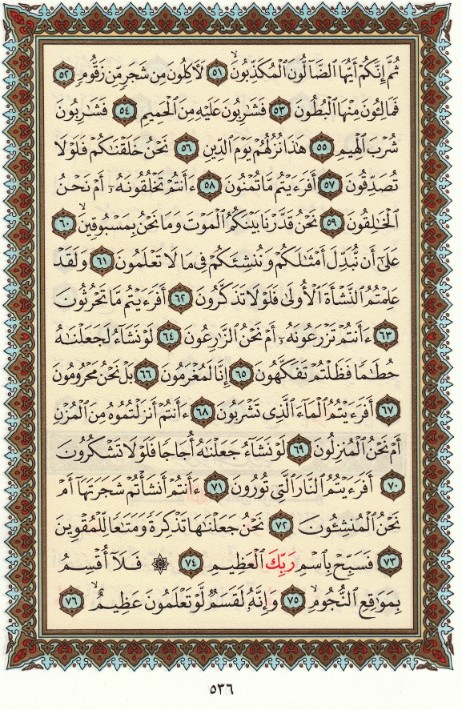 ثُمَّ إِنَّكُمْ أَيُّهَا ٱلضَّآلُّونَ ٱلْمُكَذِّبُونَ ٥١ لَأٓكِلُونَ مِن شَجَرٍ مِّن زَقُّومٍ ٥٢
فَمَالِـُٔونَ مِنْهَا ٱلْبُطُونَ ٥٣ فَشَٰرِبُونَ عَلَيْهِ مِنَ ٱلْحَمِيمِ ٥٤ فَشَٰرِبُونَ
شُرْبَ ٱلْهِيمِ ٥٥ هَٰذَا نُزُلُهُمْ يَوْمَ ٱلدِّينِ ٥٦ نَحْنُ خَلَقْنَٰكُمْ فَلَوْلَا
تُصَدِّقُونَ ٥٧ أَفَرَءَيْتُم مَّا تُمْنُونَ ٥٨ ءَأَنتُمْ تَخْلُقُونَهُۥٓ أَمْ نَحْنُ
ٱلْخَٰلِقُونَ ٥٩ نَحْنُ قَدَّرْنَا بَيْنَكُمُ ٱلْمَوْتَ وَمَا نَحْنُ بِمَسْبُوقِينَ ٦٠
عَلَىٰٓ أَن نُّبَدِّلَ أَمْثَٰلَكُمْ وَنُنشِئَكُمْ فِى مَا لَا تَعْلَمُونَ ٦١ وَلَقَدْ
عَلِمْتُمُ ٱلنَّشْأَةَ ٱلْأُولَىٰ فَلَوْلَا تَذَكَّرُونَ ٦٢ أَفَرَءَيْتُم مَّا تَحْرُثُونَ
٦٣ ءَأَنتُمْ تَزْرَعُونَهُۥٓ أَمْ نَحْنُ ٱلزَّٰرِعُونَ ٦٤ لَوْ نَشَآءُ لَجَعَلْنَٰهُ
حُطَٰمًا فَظَلْتُمْ تَفَكَّهُونَ ٦٥ إِنَّا لَمُغْرَمُونَ ٦٦ بَلْ نَحْنُ مَحْرُومُونَ
٦٧ أَفَرَءَيْتُمُ ٱلْمَآءَ ٱلَّذِى تَشْرَبُونَ ٦٨ ءَأَنتُمْ أَنزَلْتُمُوهُ مِنَ ٱلْمُزْنِ
أَمْ نَحْنُ ٱلْمُنزِلُونَ ٦٩ لَوْ نَشَآءُ جَعَلْنَٰهُ أُجَاجًا فَلَوْلَا تَشْكُرُونَ
٧٠ أَفَرَءَيْتُمُ ٱلنَّارَ ٱلَّتِى تُورُونَ ٧١ ءَأَنتُمْ أَنشَأْتُمْ شَجَرَتَهَآ أَمْ
نَحْنُ ٱلْمُنشِـُٔونَ ٧٢ نَحْنُ جَعَلْنَٰهَا تَذْكِرَةً وَمَتَٰعًا لِّلْمُقْوِينَ
٧٣ فَسَبِّحْ بِٱسْمِ رَبِّكَ ٱلْعَظِيمِ ٧٤ ۞ فَلَآ أُقْسِمُ
بِمَوَٰقِعِ ٱلنُّجُومِ ٧٥ وَإِنَّهُۥ لَقَسَمٌ لَّوْ تَعْلَمُونَ عَظِيمٌ ٧٦
٥٣٦